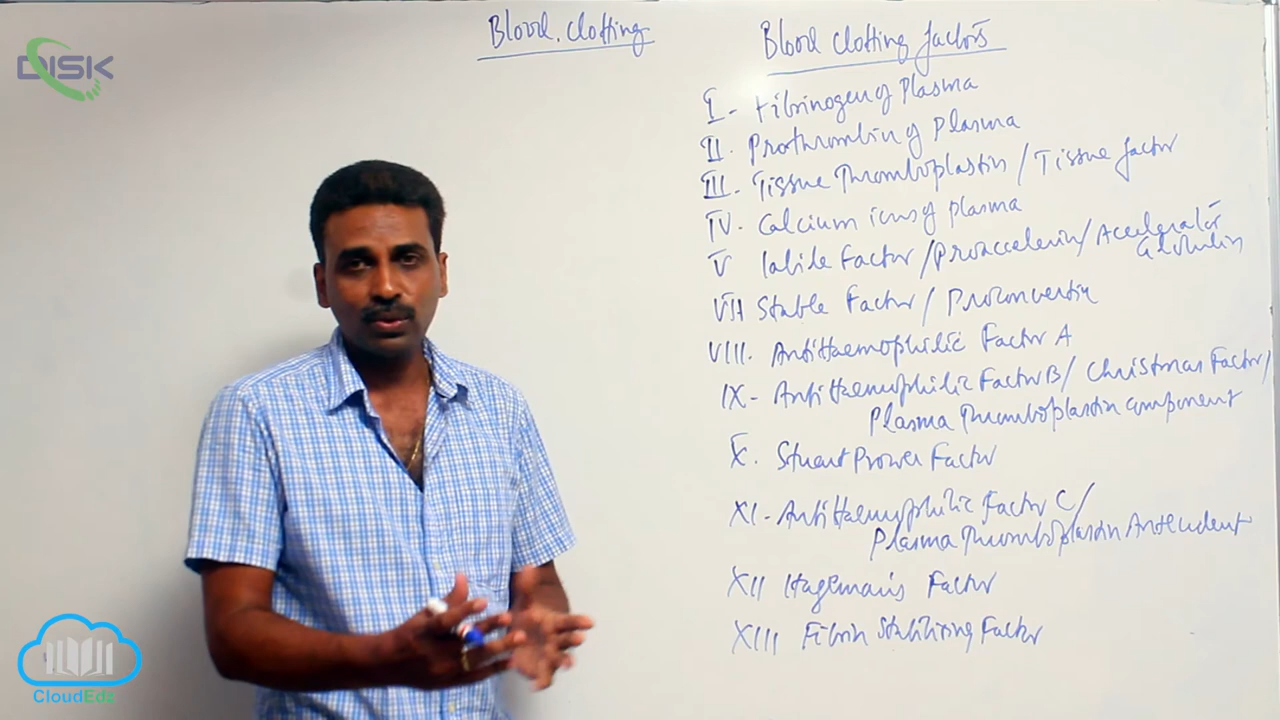 DISK
Blood clotting
Blood clotting factors
I - Fibrinogen of plasma
II. Prothrombin of plasma
III. Tissue Thromboplastin / Tissue factor
IV. Calcium ions of plasma
V labile Factor / Proaccelerin / Accelerator
Globulin
VII Stable Factor / Proconvertin
VIII. AntiHaemophilic Factor A
IX - AntiHaemophilic Factor B / Christmas Factor /
Plasma Thromboplastin component
X. Stuart Prower Factor
XI - AntiHaemophilic Factor C /
Plasma Thromboplastin Antecedent
XII Hageman's Factor
XIII Fibrin Stabilising Factor
CloudEdz